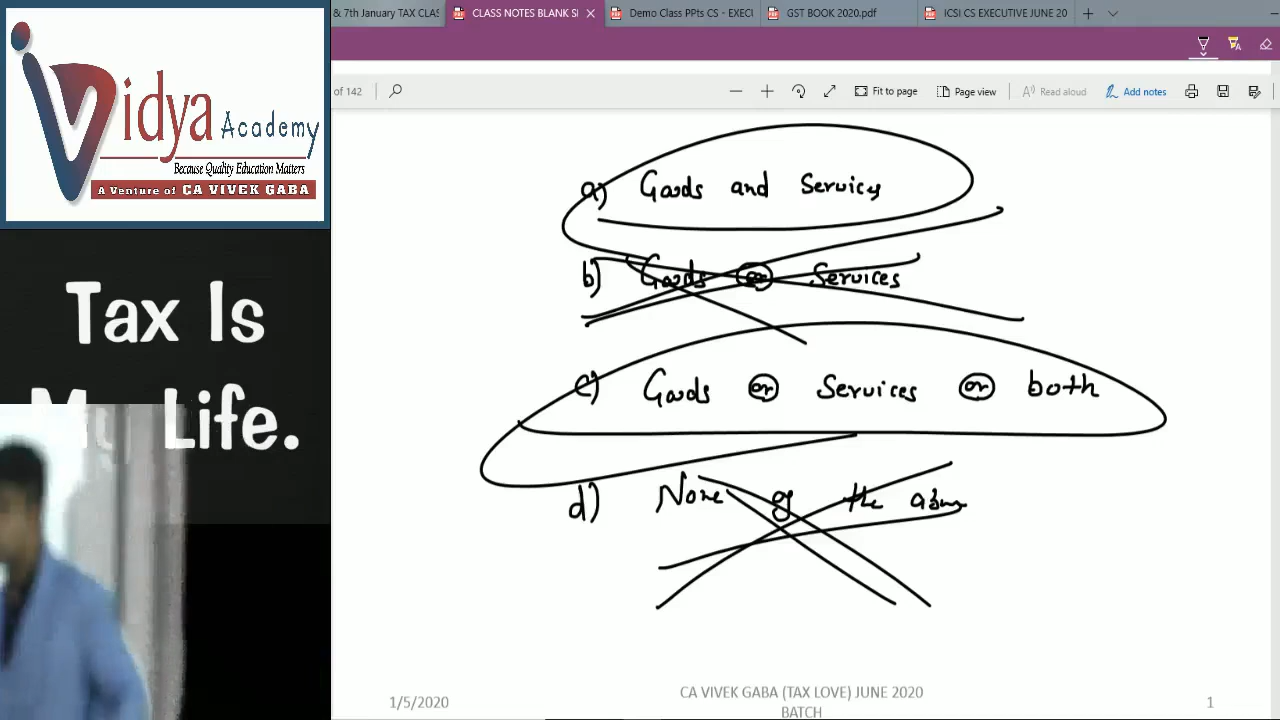 & 7th January TAX CLAS
CLASS NOTES BLANK SI
Demo Class PPTs CS - EXECU
GST BOOK 2020.pdf
ICSI CS EXECUTIVE JUNE 20
of 142
Fit to page
Page view
Read aloud
Add notes
Vidya Academy
Because Quality Education Matters
A Venture of CA VIVEK GABA
Tax Is
My Life.
a) Goods and Services
b) Goods or Services
c) Goods or Services or both
d) None of the above
1/5/2020
CA VIVEK GABA (TAX LOVE) JUNE 2020
BATCH
1